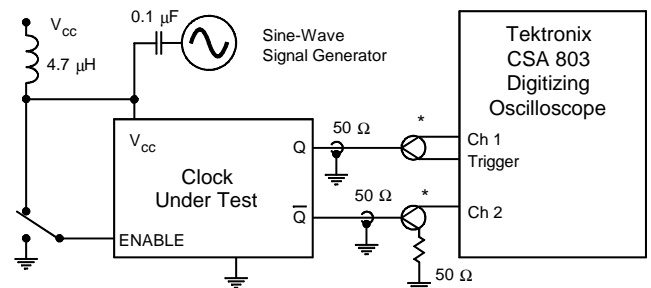 Vcc
4.7 μH
0.1 μF
Sine-Wave
Signal Generator
Tektronix
CSA 803
Digitizing
Oscilloscope
Ch 1
Trigger
Ch 2
Vcc
Clock
Under Test
Q
Q̅
ENABLE
50 Ω
*
50 Ω
*
50 Ω